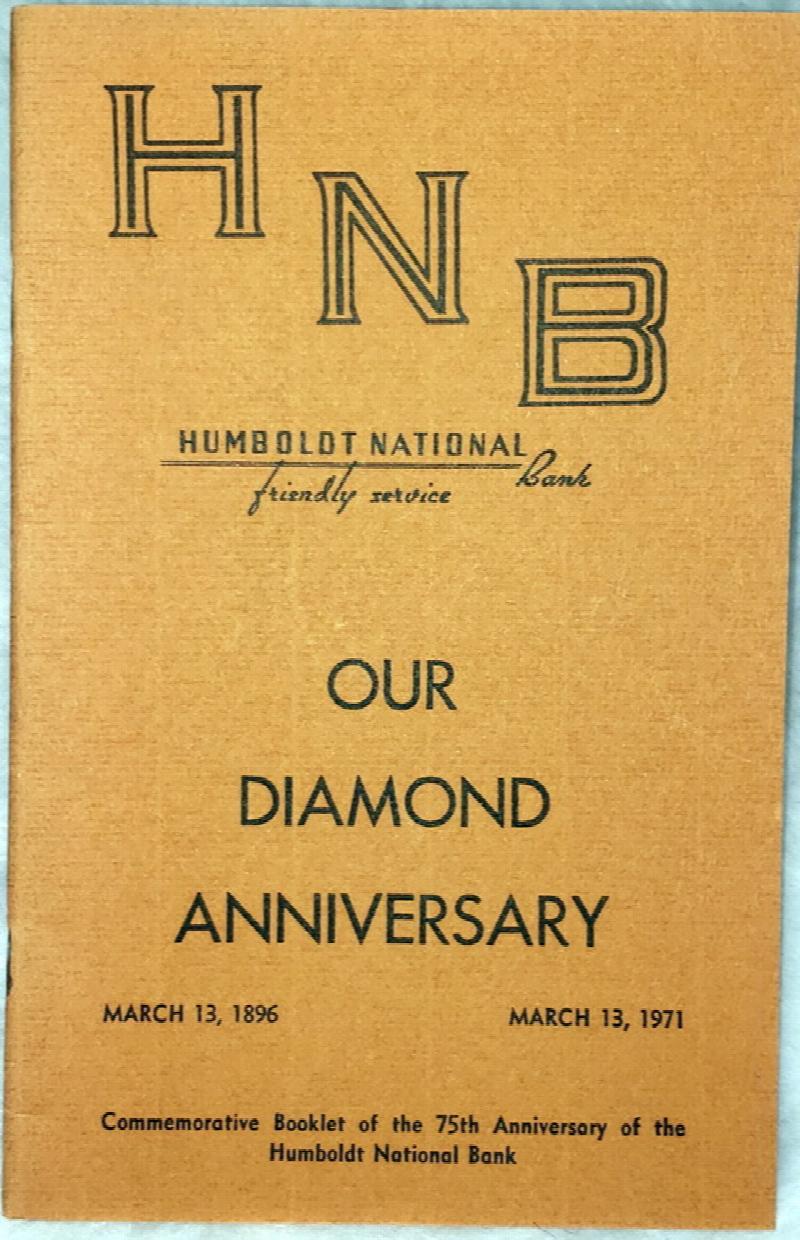 H
N
B
HUMBOLDT NATIONAL
Bank
friendly service
OUR
DIAMOND
ANNIVERSARY
MARCH 13, 1896 MARCH 13, 1971
Commemorative Booklet of the 75th Anniversary of the
Humboldt National Bank